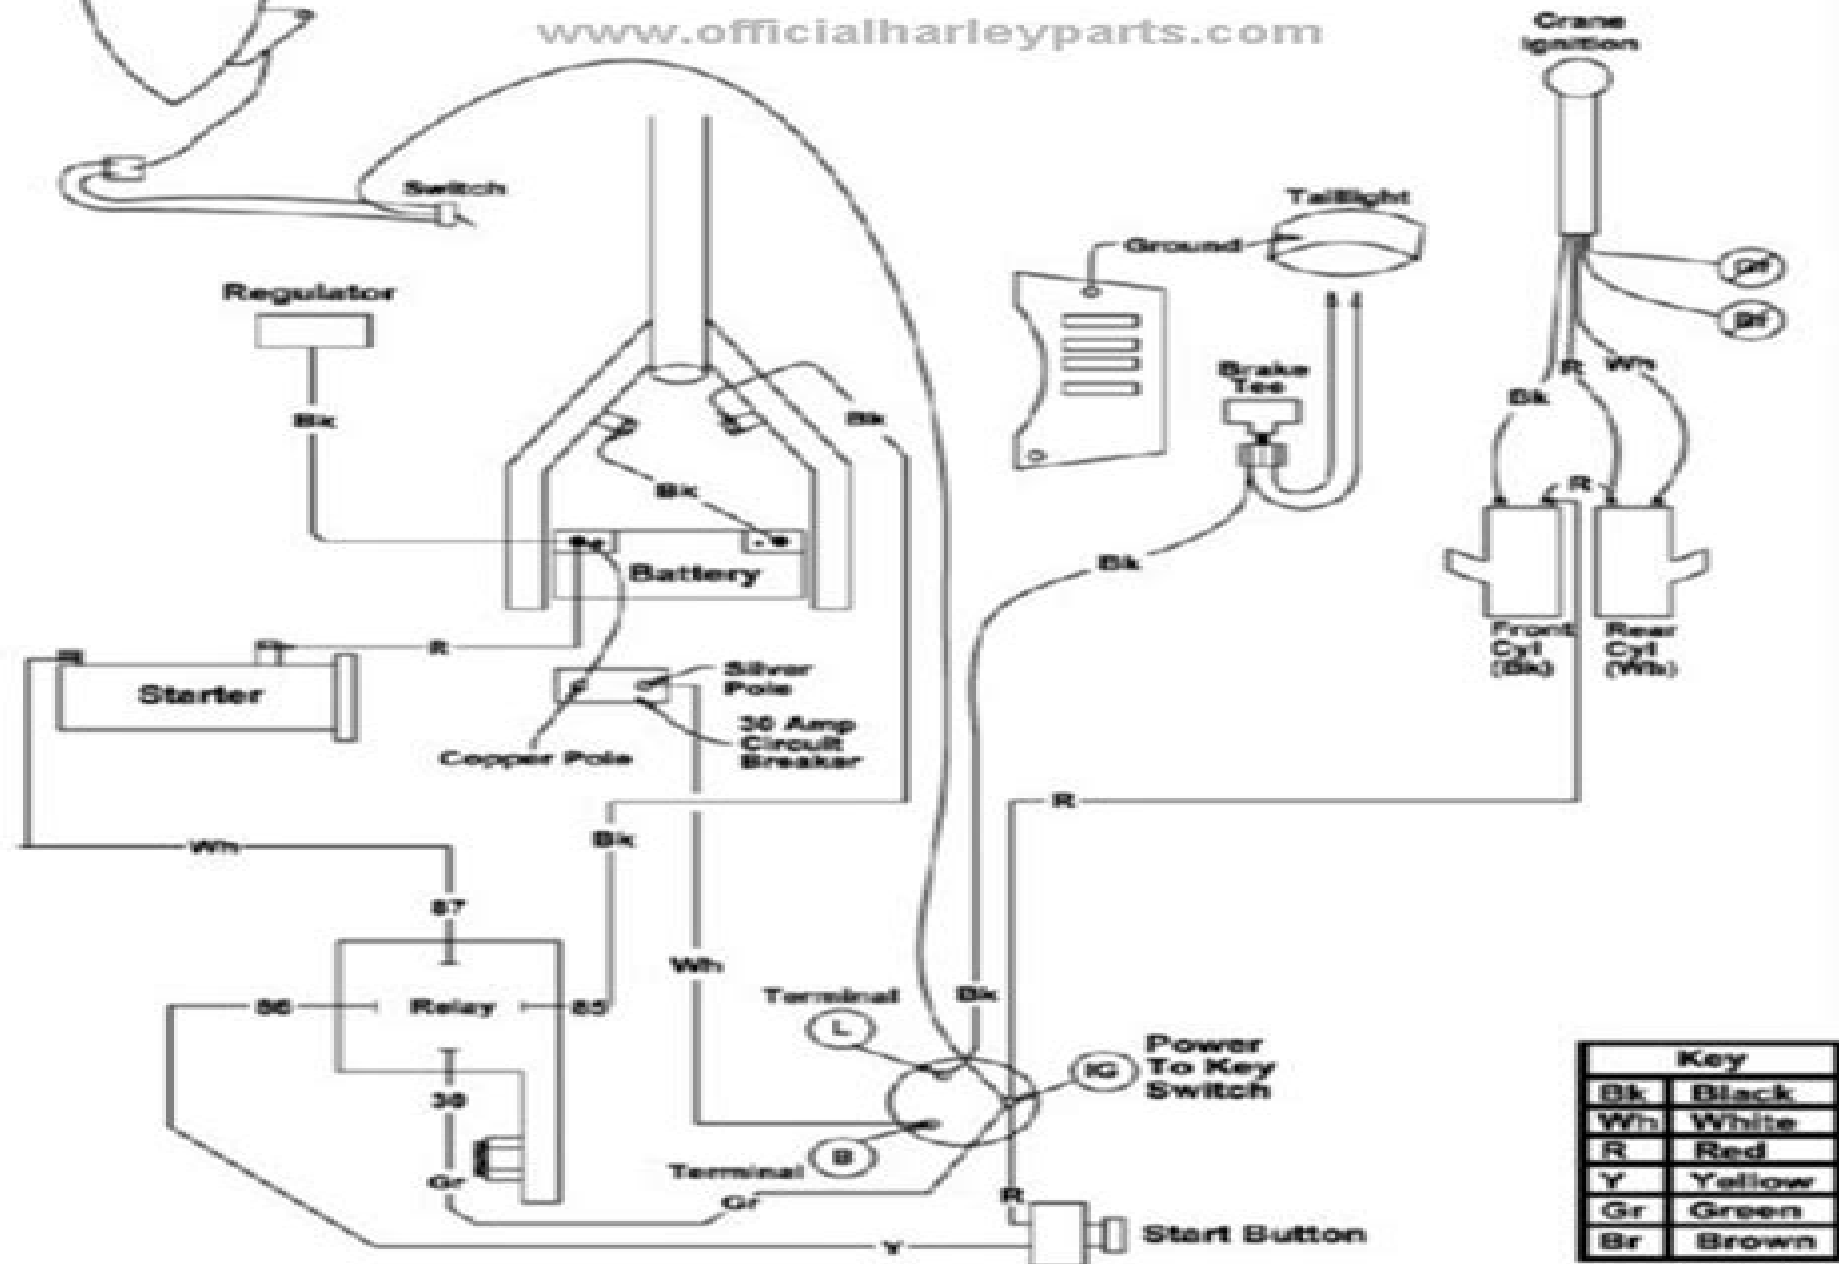 www.officialharleyparts.com
Crane
Ignition
Switch
Taillight
Ground
Regulator
Brake
Tee
Gr
Br
R
Wh
Bk
Bk
Bk
Bk
R
Bk
Battery
Front
Cyl
(Bk)
Rear
Cyl
(Wh)
R
Starter
Silver
Pole
30 Amp
Circuit
Breaker
Copper Pole
R
Bk
Wh
87
Wh
86
Relay
85
Terminal
L
Bk
IG
Power
To Key
Switch
30
Terminal
B
Gr
Gr
R
Start Button
Y
Key
Bk Black
Wh White
R Red
Y Yellow
Gr Green
Br Brown